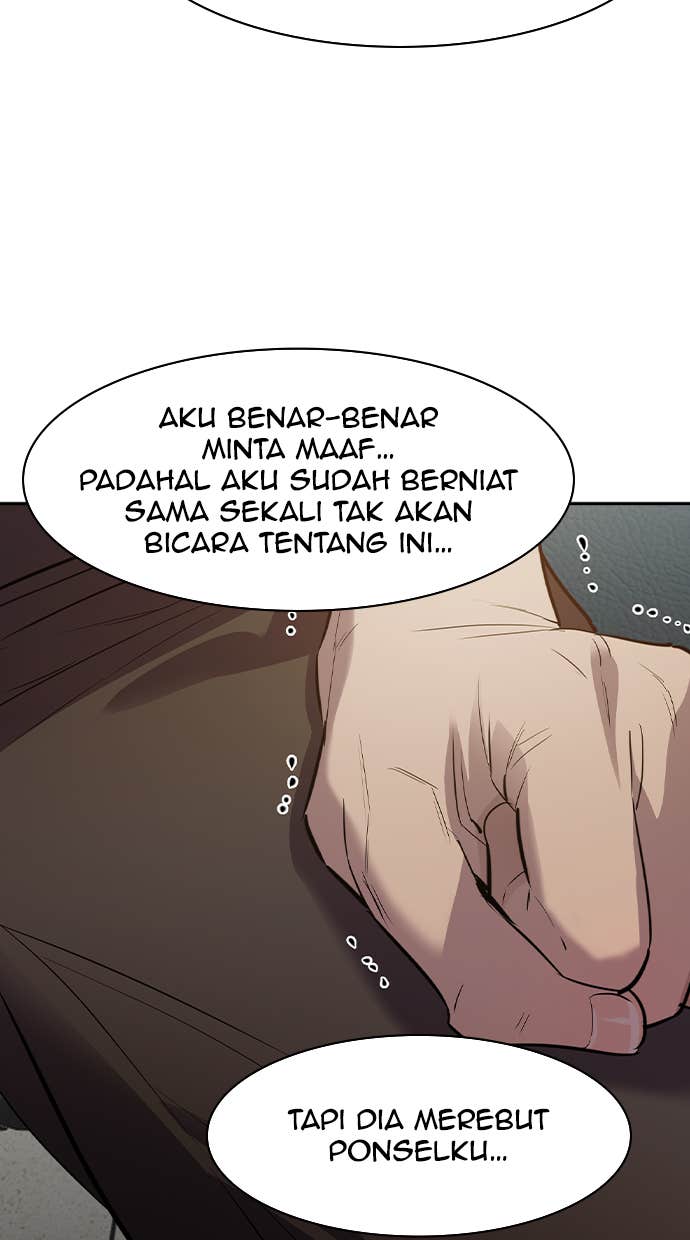 AKU BENAR-BENAR
MINTA MAAF...
PADAHAL AKU SUDAH BERNIAT
SAMA SEKALI TAK AKAN
BICARA TENTANG INI...
TAPI DIA MEREBUT
PONSELKU...